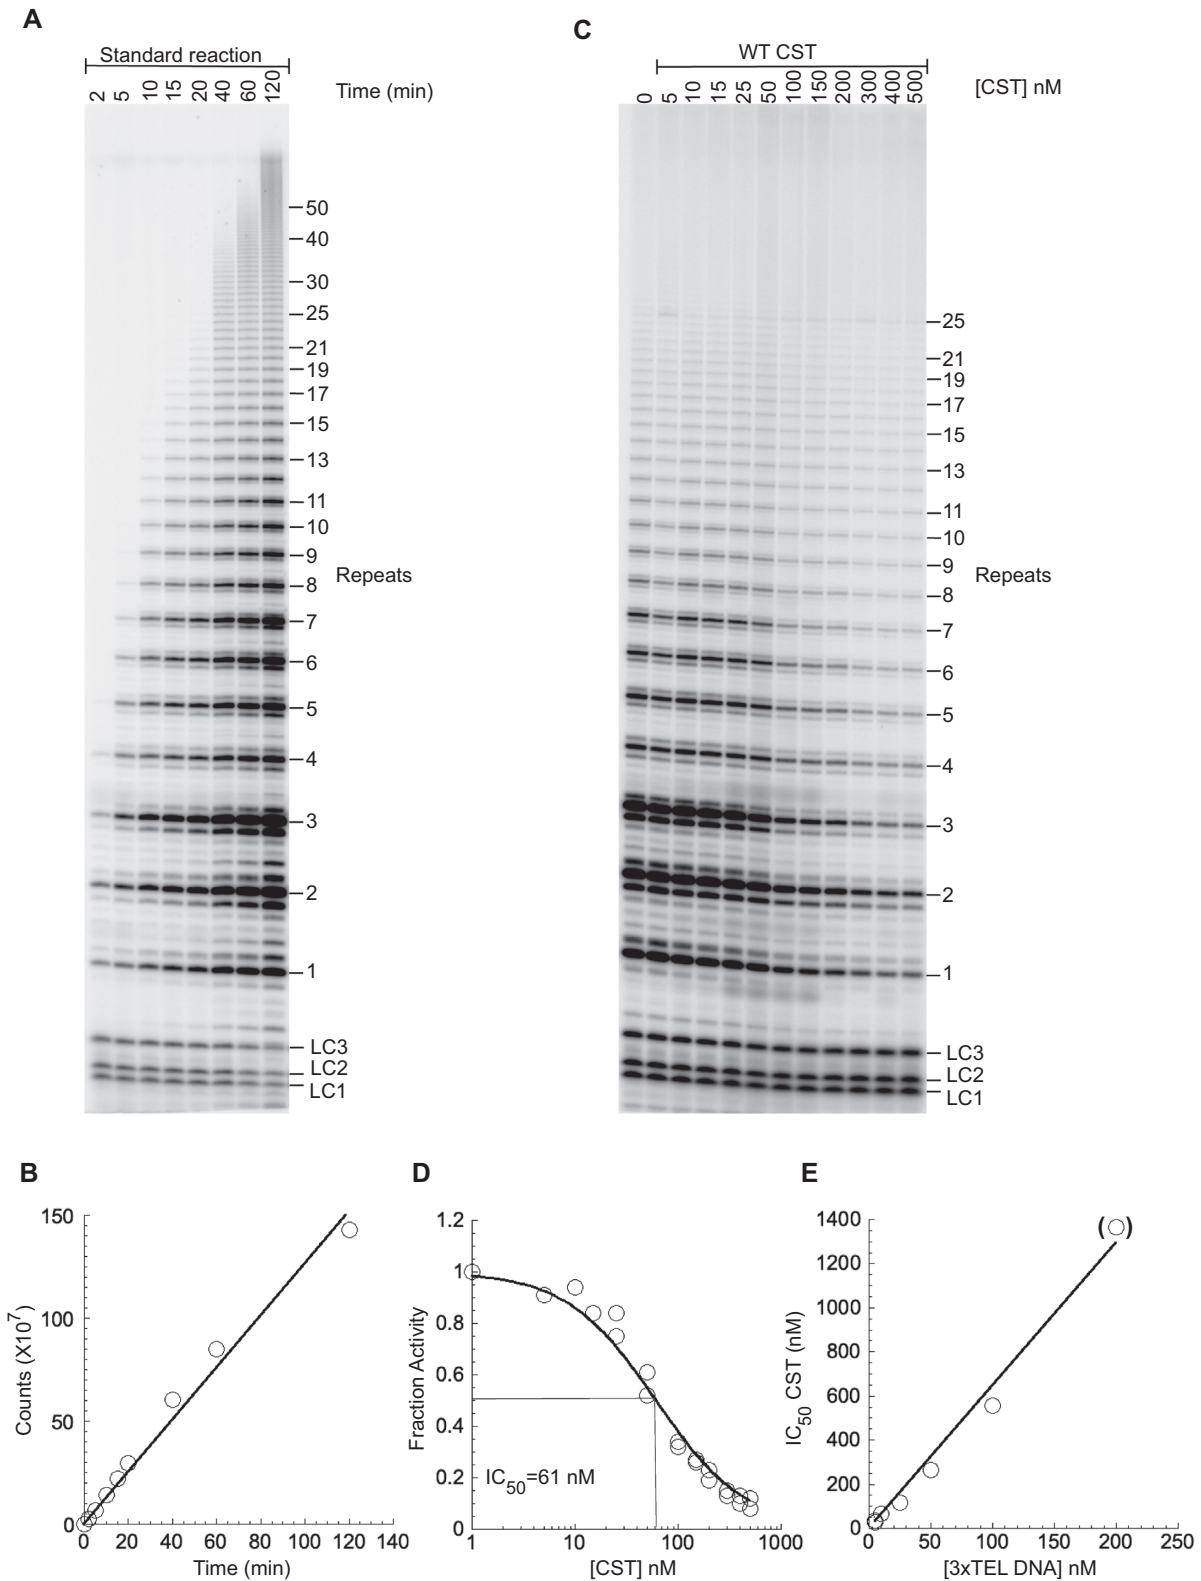 A
Standard reaction
2 5 10 15 20 40 60 120
Time (min)
50
40
30
25
21
19
17
15
13
11
10
9
8
Repeats
7
6
5
4
3
2
1
LC3
LC2
LC1
C
WT CST
0 5 10 15 25 50 100 150 200 300 400 500
[CST] nM
25
21
19
17
15
13
11
10
9
Repeats
8
7
6
5
4
3
2
1
LC3
LC2
LC1
B
150
100
50
0
Counts (X10⁷)
0 20 40 60 80 100 120 140
Time (min)
D
1.2
1
0.8
0.6
0.4
0.2
0
Fraction Activity
IC₅₀=61 nM
1 10 100 1000
[CST] nM
E
1400
1200
1000
800
600
400
200
0
IC₅₀ CST (nM)
( )
0 50 100 150 200 250
[3xTEL DNA] nM